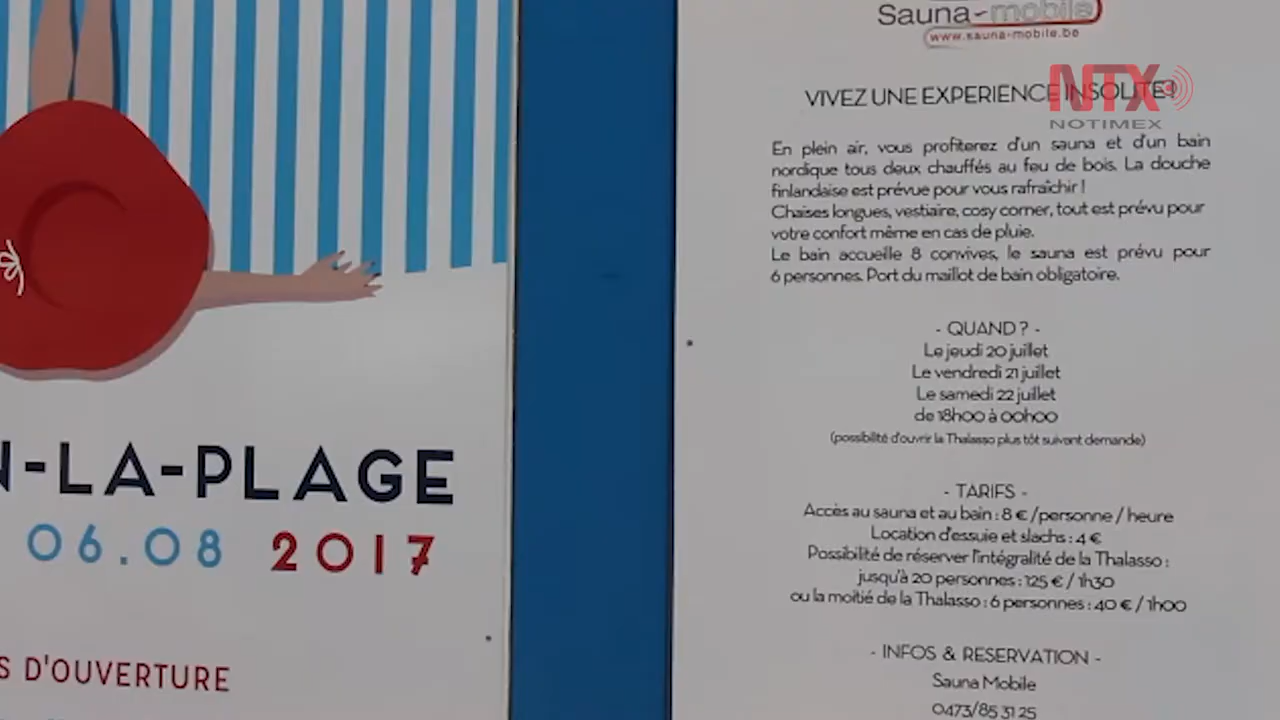 N-LA-PLAGE
06.08 2017
S D'OUVERTURE
Sauna-mobile
www.sauna-mobile.be
NTX
NOTIMEX
VIVEZ UNE EXPERIENCE INSOLITE!
En plein air, vous profiterez d'un sauna et d'un bain
nordique tous deux chauffés au feu de bois. La douche
finlandaise est prévue pour vous rafraîchir !
Chaises longues, vestiaire, cosy corner, tout est prévu pour
votre confort même en cas de pluie.
Le bain accueille 8 convives, le sauna est prévu pour
6 personnes. Port du maillot de bain obligatoire.
- QUAND ? -
Le jeudi 20 juillet
Le vendredi 21 juillet
Le samedi 22 juillet
de 18h00 à 00h00
(possibilité d'ouvrir la Thalasso plus tôt suivant demande)
- TARIFS -
Accès au sauna et au bain : 8 € /personne / heure
Location d'essuie et slachs : 4 €
Possibilité de réserver l'intégralité de la Thalasso :
jusqu'à 20 personnes : 125 € / 1h30
ou la moitié de la Thalasso : 6 personnes : 40 € / 1h00
- INFOS & RESERVATION -
Sauna Mobile
0473/85 31 25